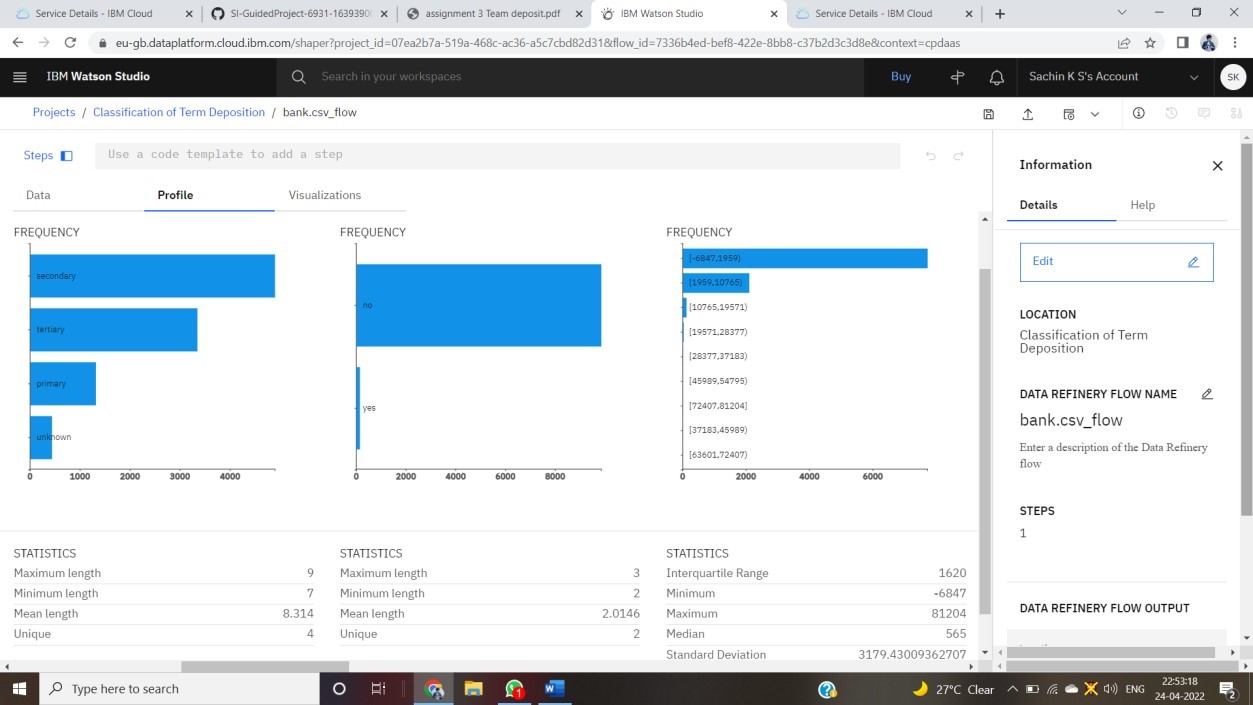 Service Details - IBM Cloud
SI-GuidedProject-6931-16393900
assignment 3 Team deposit.pdf
IBM Watson Studio
Service Details - IBM Cloud
eu-gb.dataplatform.cloud.ibm.com/shaper?project_id=07ea2b7a-519a-468c-ac36-a5c7cbd82d31&flow_id=7336b4ed-bef8-422e-8bb8-c37b2d3c3d8e&context=cpdaas
IBM Watson Studio
Search in your workspaces
Buy
Sachin K S's Account
SK
Projects / Classification of Term Deposition / bank.csv_flow
Steps
Use a code template to add a step
Data
Profile
Visualizations
FREQUENCY
secondary
tertiary
primary
unknown
0 1000 2000 3000 4000
FREQUENCY
no
yes
0 2000 4000 6000 8000
FREQUENCY
[-6847,1959)
[1959,10765)
[10765,19571)
[19571,28377)
[28377,37183)
[45989,54795)
[72407,81204]
[37183,45989)
[63601,72407)
0 2000 4000 6000
STATISTICS
Maximum length 9
Minimum length 7
Mean length 8.314
Unique 4
STATISTICS
Maximum length 3
Minimum length 2
Mean length 2.0146
Unique 2
STATISTICS
Interquartile Range 1620
Minimum -6847
Maximum 81204
Median 565
Standard Deviation 3179.43009362707
Information
Details
Help
Edit
LOCATION
Classification of Term
Deposition
DATA REFINERY FLOW NAME
bank.csv_flow
Enter a description of the Data Refinery
flow
STEPS
1
DATA REFINERY FLOW OUTPUT
Type here to search
1
27°C Clear
ENG
22:53:18
24-04-2022
2